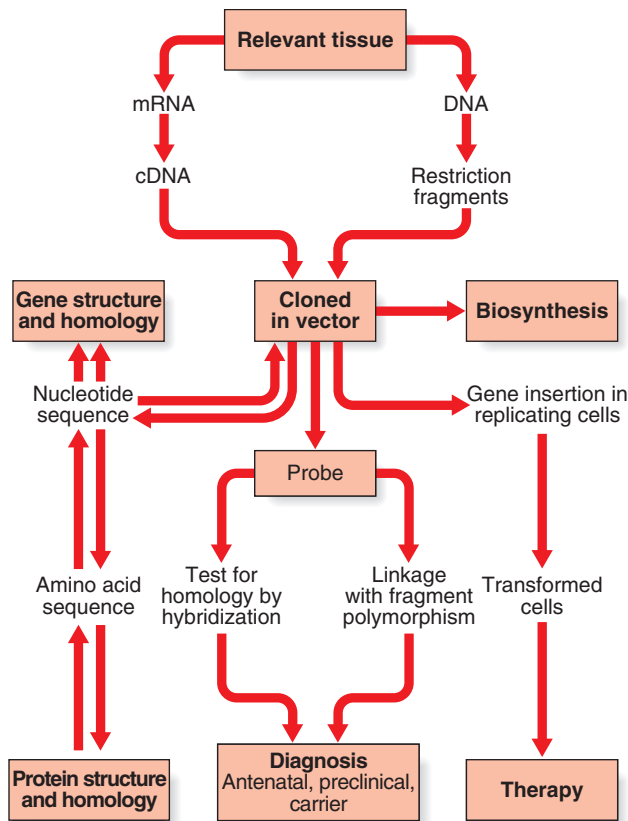 Relevant tissue
mRNA
DNA
cDNA
Restriction
fragments
Gene structure
and homology
Cloned
in vector
Biosynthesis
Nucleotide
sequence
Gene insertion in
replicating cells
Probe
Amino acid
sequence
Test for
homology by
hybridization
Linkage
with fragment
polymorphism
Transformed
cells
Protein structure
and homology
Diagnosis
Antenatal, preclinical,
carrier
Therapy